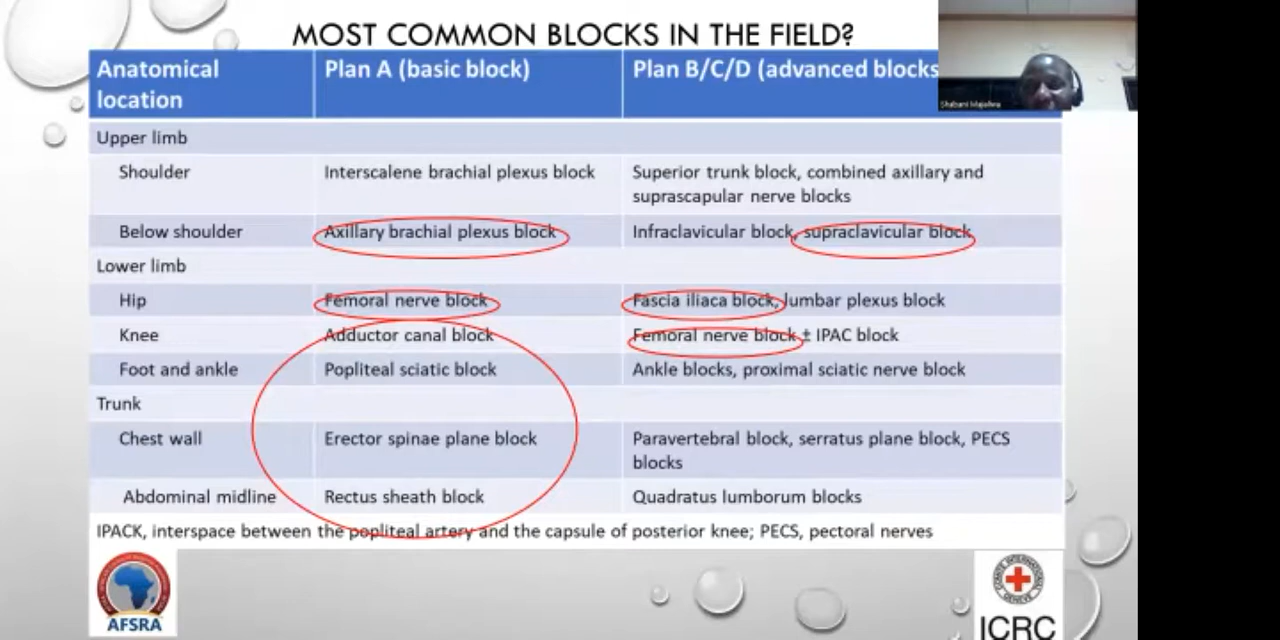 MOST COMMON BLOCKS IN THE FIELD?
Anatomical location
Plan A (basic block)
Plan B/C/D (advanced blocks
Upper limb
Shoulder
Interscalene brachial plexus block
Superior trunk block, combined axillary and
suprascapular nerve blocks
Below shoulder
Axillary brachial plexus block
Infraclavicular block, supraclavicular block
Lower limb
Hip
Femoral nerve block
Fascia iliaca block, lumbar plexus block
Knee
Adductor canal block
Femoral nerve block ± IPAC block
Foot and ankle
Popliteal sciatic block
Ankle blocks, proximal sciatic nerve block
Trunk
Chest wall
Erector spinae plane block
Paravertebral block, serratus plane block, PECS
blocks
Abdominal midline
Rectus sheath block
Quadratus lumborum blocks
IPACK, interspace between the popliteal artery and the capsule of posterior knee; PECS, pectoral nerves
AFSRA
COMITE INTERNATIONAL GENEVE
ICRC